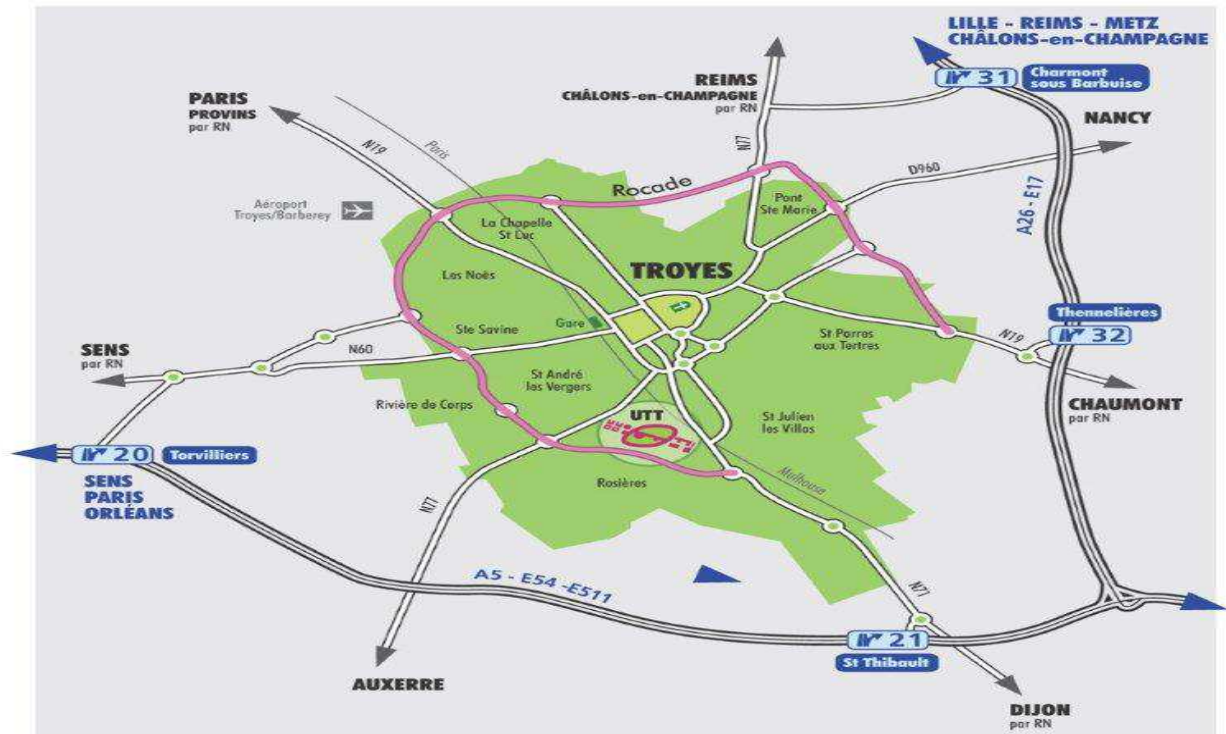 LILLE - REIMS - METZ
CHÂLONS-en-CHAMPAGNE
31
Charmont
sous Barbuise
REIMS
CHÂLONS-en-CHAMPAGNE
par RN
PARIS
PROVINS
par RN
NANCY
N19
Paris
N77
D960
Rocade
Aéroport
Troyes/Barberey
Pont
Ste Marie
La Chapelle
St Luc
A26 - E17
TROYES
Les Noës
Gare
Ste Savine
Thennelières
32
St Parres
aux Tertres
N19
SENS
par RN
N60
St André
les Vergers
CHAUMONT
par RN
Rivière de Corps
UTT
St Julien
les Villas
20
Torvilliers
SENS
PARIS
ORLÉANS
Rosières
Mulhouse
N77
A5 - E54 -E511
N71
21
St Thibault
AUXERRE
DIJON
par RN